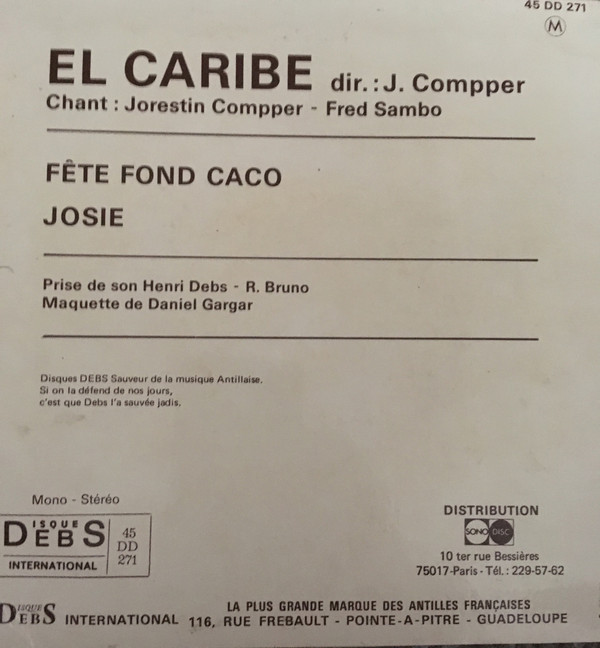 45 DD 271
M
EL CARIBE dir. : J. Compper
Chant : Jorestin Compper - Fred Sambo
FÊTE FOND CACO
JOSIE
Prise de son Henri Debs - R. Bruno
Maquette de Daniel Gargar
Disques DEBS Sauveur de la musique Antillaise.
Si on la défend de nos jours,
c'est que Debs l'a sauvée jadis.
Mono - Stéréo
DISQUE DEBS
INTERNATIONAL
45
DD
271
DISTRIBUTION
SONO DISC
10 ter rue Bessières
75017-Paris - Tél. : 229-57-62
DISQUE DEBS INTERNATIONAL
LA PLUS GRANDE MARQUE DES ANTILLES FRANÇAISES
116, RUE FREBAULT - POINTE-A-PITRE - GUADELOUPE